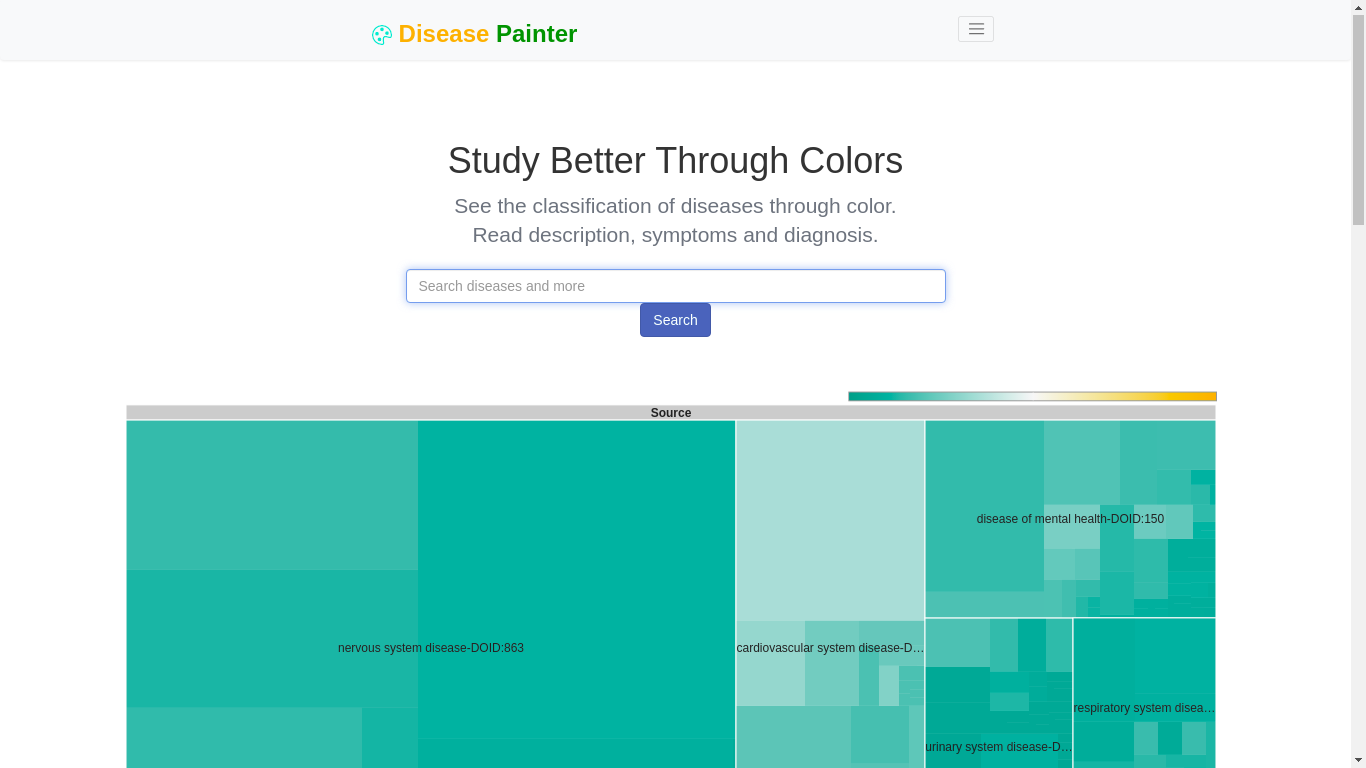 Disease Painter
Study Better Through Colors
See the classification of diseases through color.
Read description, symptoms and diagnosis.
Search diseases and more
Search
Source
disease of mental health-DOID:150
nervous system disease-DOID:863
cardiovascular system disease-D…
respiratory system disea…
urinary system disease-D…